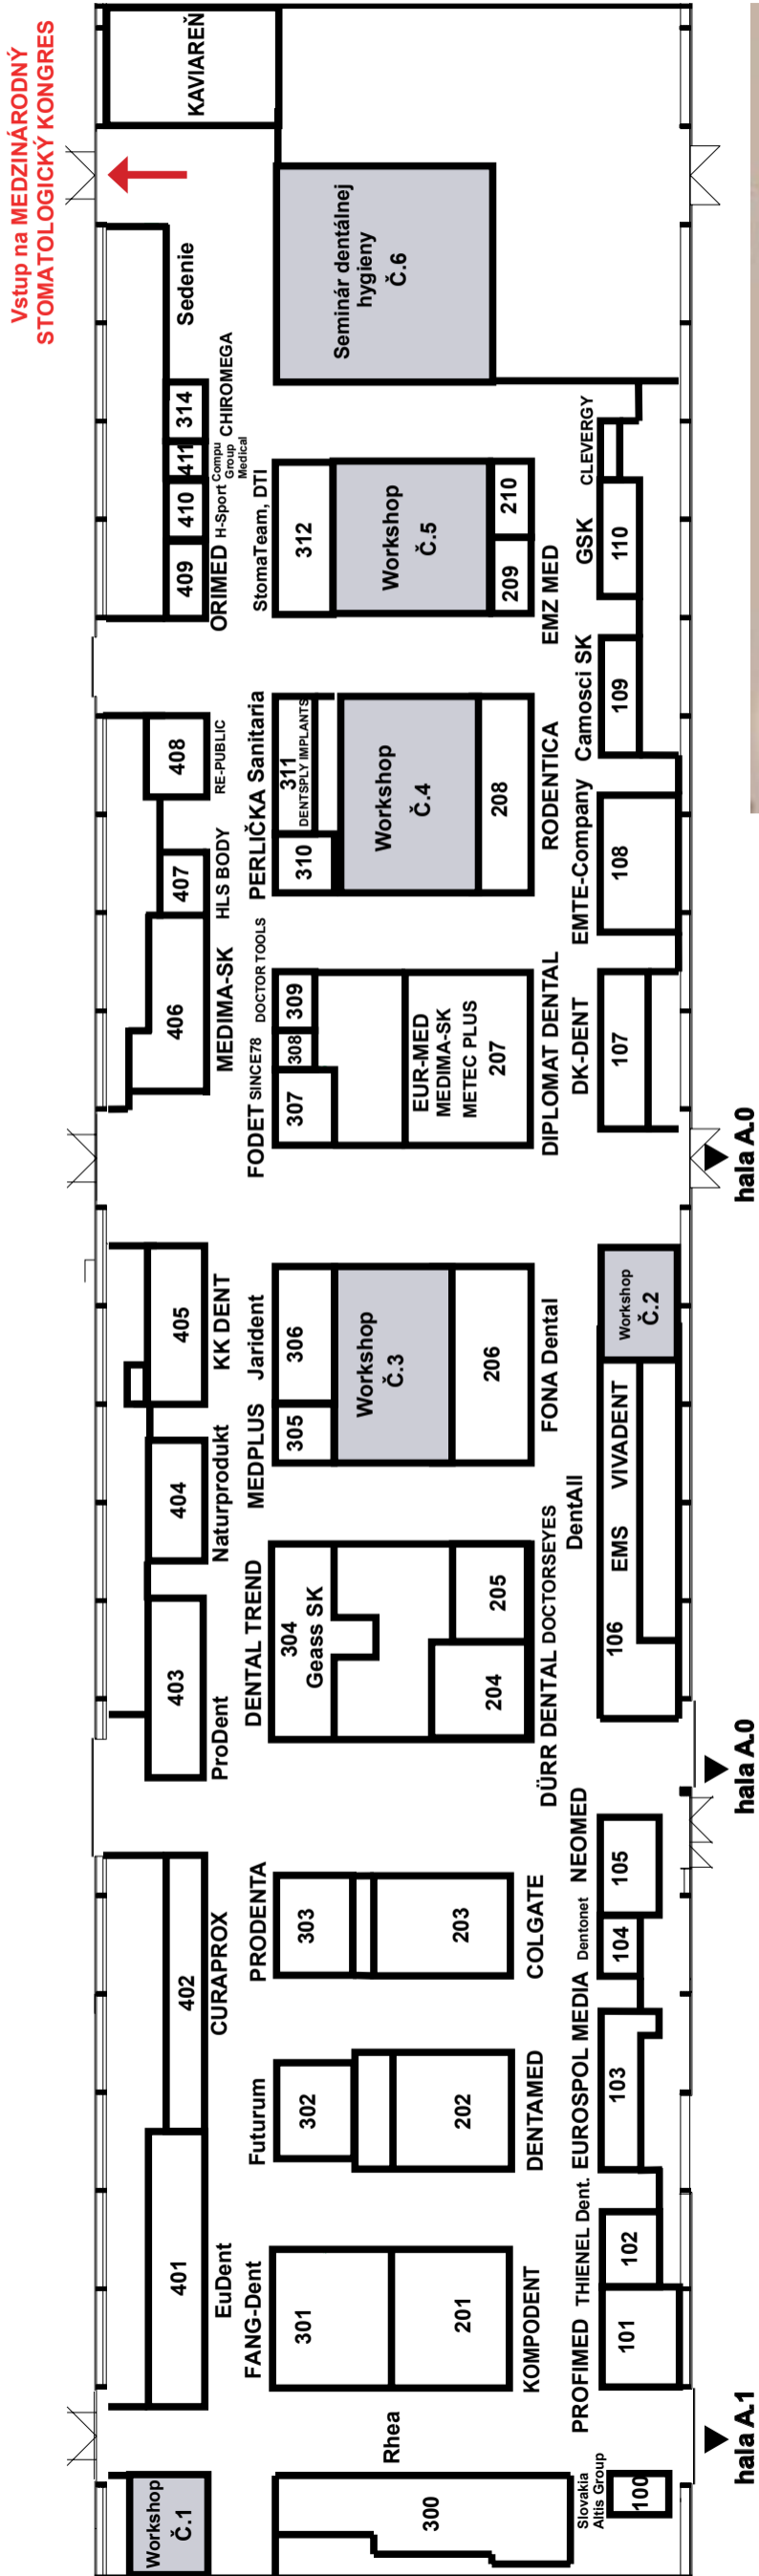 Vstup na MEDZINÁRODNÝ
STOMATOLOGICKÝ KONGRES
KAVIAREŇ
Sedenie
Seminár dentálnej
hygieny
Č.6
314
CHIROMEGA
411
Compu
Group
Medical
410
H-Sport
409
ORIMED
StomaTeam, DTI
312
Workshop
Č.5
210
209
EMZ MED
CLEVERGY
GSK
110
408
RE-PUBLIC
407
HLS BODY
406
MEDIMA-SK
PERLIČKA Sanitaria
311
DENTSPLY IMPLANTS
310
Workshop
Č.4
208
RODENTICA
Camosci SK
109
EMTE-Company
108
FODET SINCE78 DOCTOR TOOLS
309
308
307
EUR-MED
MEDIMA-SK
METEC PLUS
207
DIPLOMAT DENTAL
DK-DENT
107
hala A.0
405
KK DENT
404
Naturprodukt
403
ProDent
MEDPLUS Jarident
306
305
Workshop
Č.3
206
FONA Dental
Workshop
Č.2
DENTAL TREND
304
Geass SK
205
204
DÜRR DENTAL DOCTORSEYES
DentAll
106 EMS VIVADENT
hala A.0
402
CURAPROX
401
EuDent
PRODENTA
303
203
COLGATE
NEOMED
105
Dentonet
104
Futurum
302
202
DENTAMED
EUROSPOL MEDIA
103
FANG-Dent
301
201
KOMPODENT
THIENEL Dent.
102
PROFIMED
101
hala A.1
Workshop
Č.1
Rhea
300
Slovakia
Altis Group
100